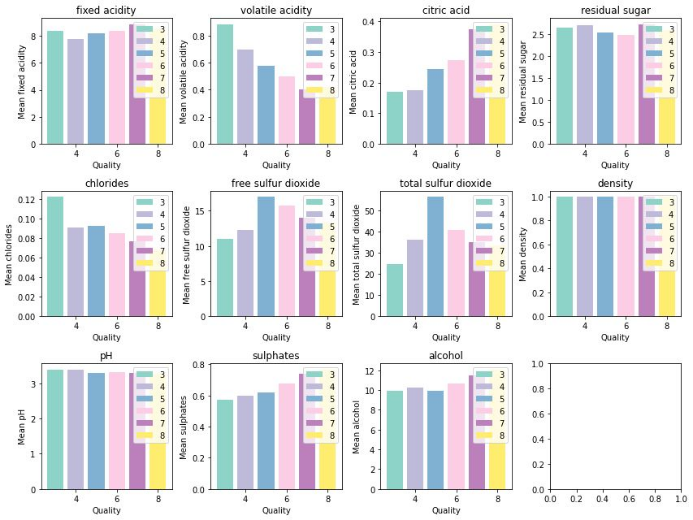 fixed acidity
Mean fixed acidity
8
6
4
2
0
3
4
5
6
7
8
4 6 8
Quality
volatile acidity
Mean volatile acidity
0.8
0.6
0.4
0.2
0.0
3
4
5
6
7
8
4 6 8
Quality
citric acid
Mean citric acid
0.4
0.3
0.2
0.1
0.0
3
4
5
6
7
8
4 6 8
Quality
residual sugar
Mean residual sugar
2.5
2.0
1.5
1.0
0.5
0.0
3
4
5
6
7
8
4 6 8
Quality
chlorides
Mean chlorides
0.12
0.10
0.08
0.06
0.04
0.02
0.00
3
4
5
6
7
8
4 6 8
Quality
free sulfur dioxide
Mean free sulfur dioxide
15
10
5
0
3
4
5
6
7
8
4 6 8
Quality
total sulfur dioxide
Mean total sulfur dioxide
50
40
30
20
10
0
3
4
5
6
7
8
4 6 8
Quality
density
Mean density
1.0
0.8
0.6
0.4
0.2
0.0
3
4
5
6
7
8
4 6 8
Quality
pH
Mean pH
3
2
1
0
3
4
5
6
7
8
4 6 8
Quality
sulphates
Mean sulphates
0.8
0.6
0.4
0.2
0.0
3
4
5
6
7
8
4 6 8
Quality
alcohol
Mean alcohol
12
10
8
6
4
2
0
3
4
5
6
7
8
4 6 8
Quality
1.0
0.8
0.6
0.4
0.2
0.0
0.0 0.2 0.4 0.6 0.8 1.0